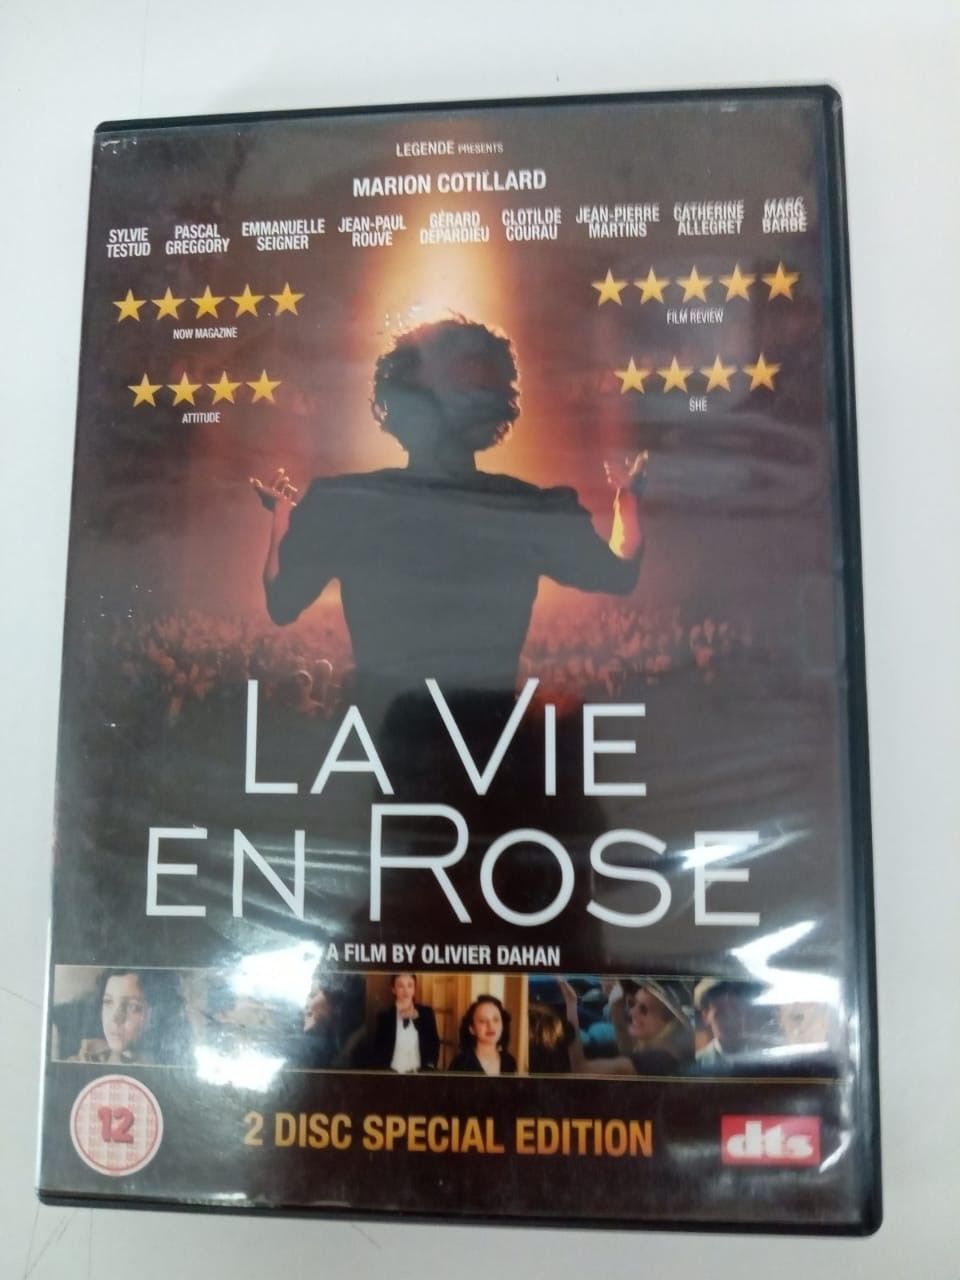 LEGENDE PRESENTS
MARION COTILLARD
SYLVIE TESTUD
PASCAL GREGGORY
EMMANUELLE SEIGNER
JEAN-PAUL ROUVE
GÉRARD DEPARDIEU
CLOTILDE COURAU
JEAN-PIERRE MARTINS
CATHERINE ALLEGRET
MARC BARBÉ
NOW MAGAZINE
FILM REVIEW
ATTITUDE
SHE
LA VIE
EN ROSE
A FILM BY OLIVIER DAHAN
12
2 DISC SPECIAL EDITION
dts